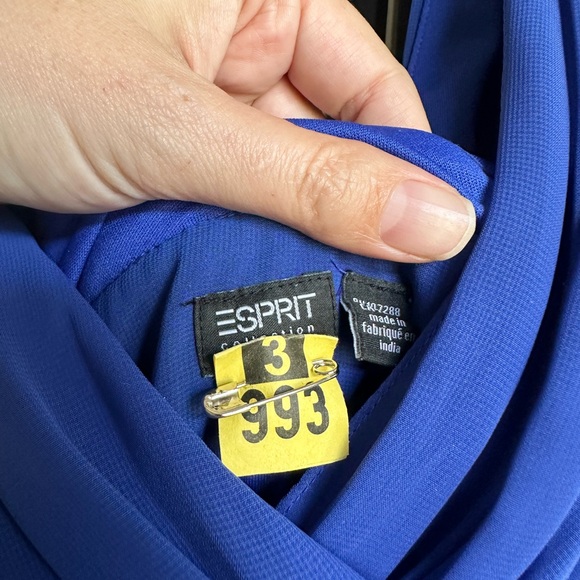 ESPRIT
collection
made in
fabriqué en
india
3
993